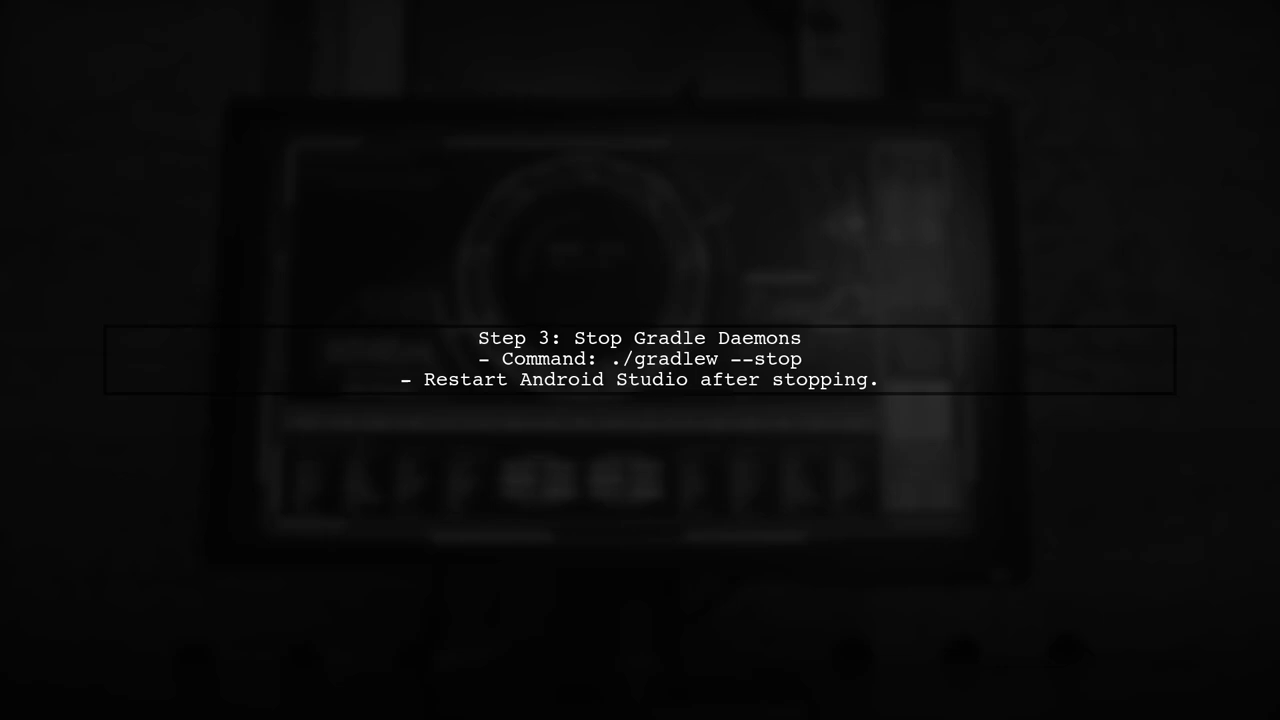 Step 3: Stop Gradle Daemons
- Command: ./gradlew --stop
- Restart Android Studio after stopping.